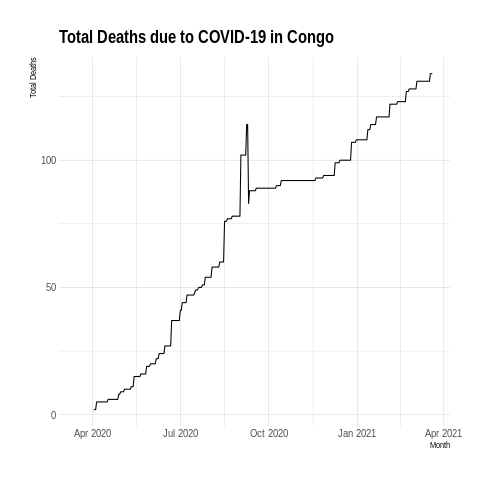 Total Deaths due to COVID-19 in Congo
Total Deaths
100
50
0
Apr 2020 Jul 2020 Oct 2020 Jan 2021 Apr 2021
Month